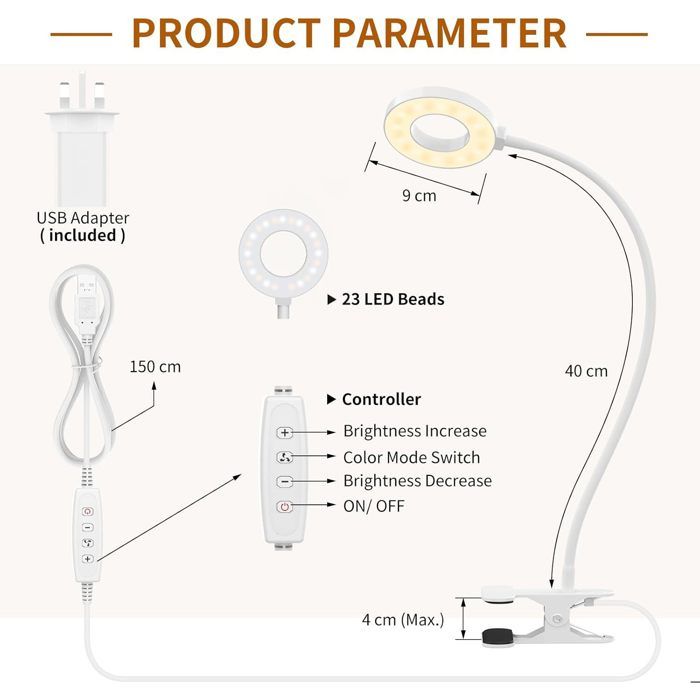 PRODUCT PARAMETER
USB Adapter
( included )
9 cm
23 LED Beads
150 cm
40 cm
Controller
Brightness Increase
Color Mode Switch
Brightness Decrease
ON/ OFF
4 cm (Max.)